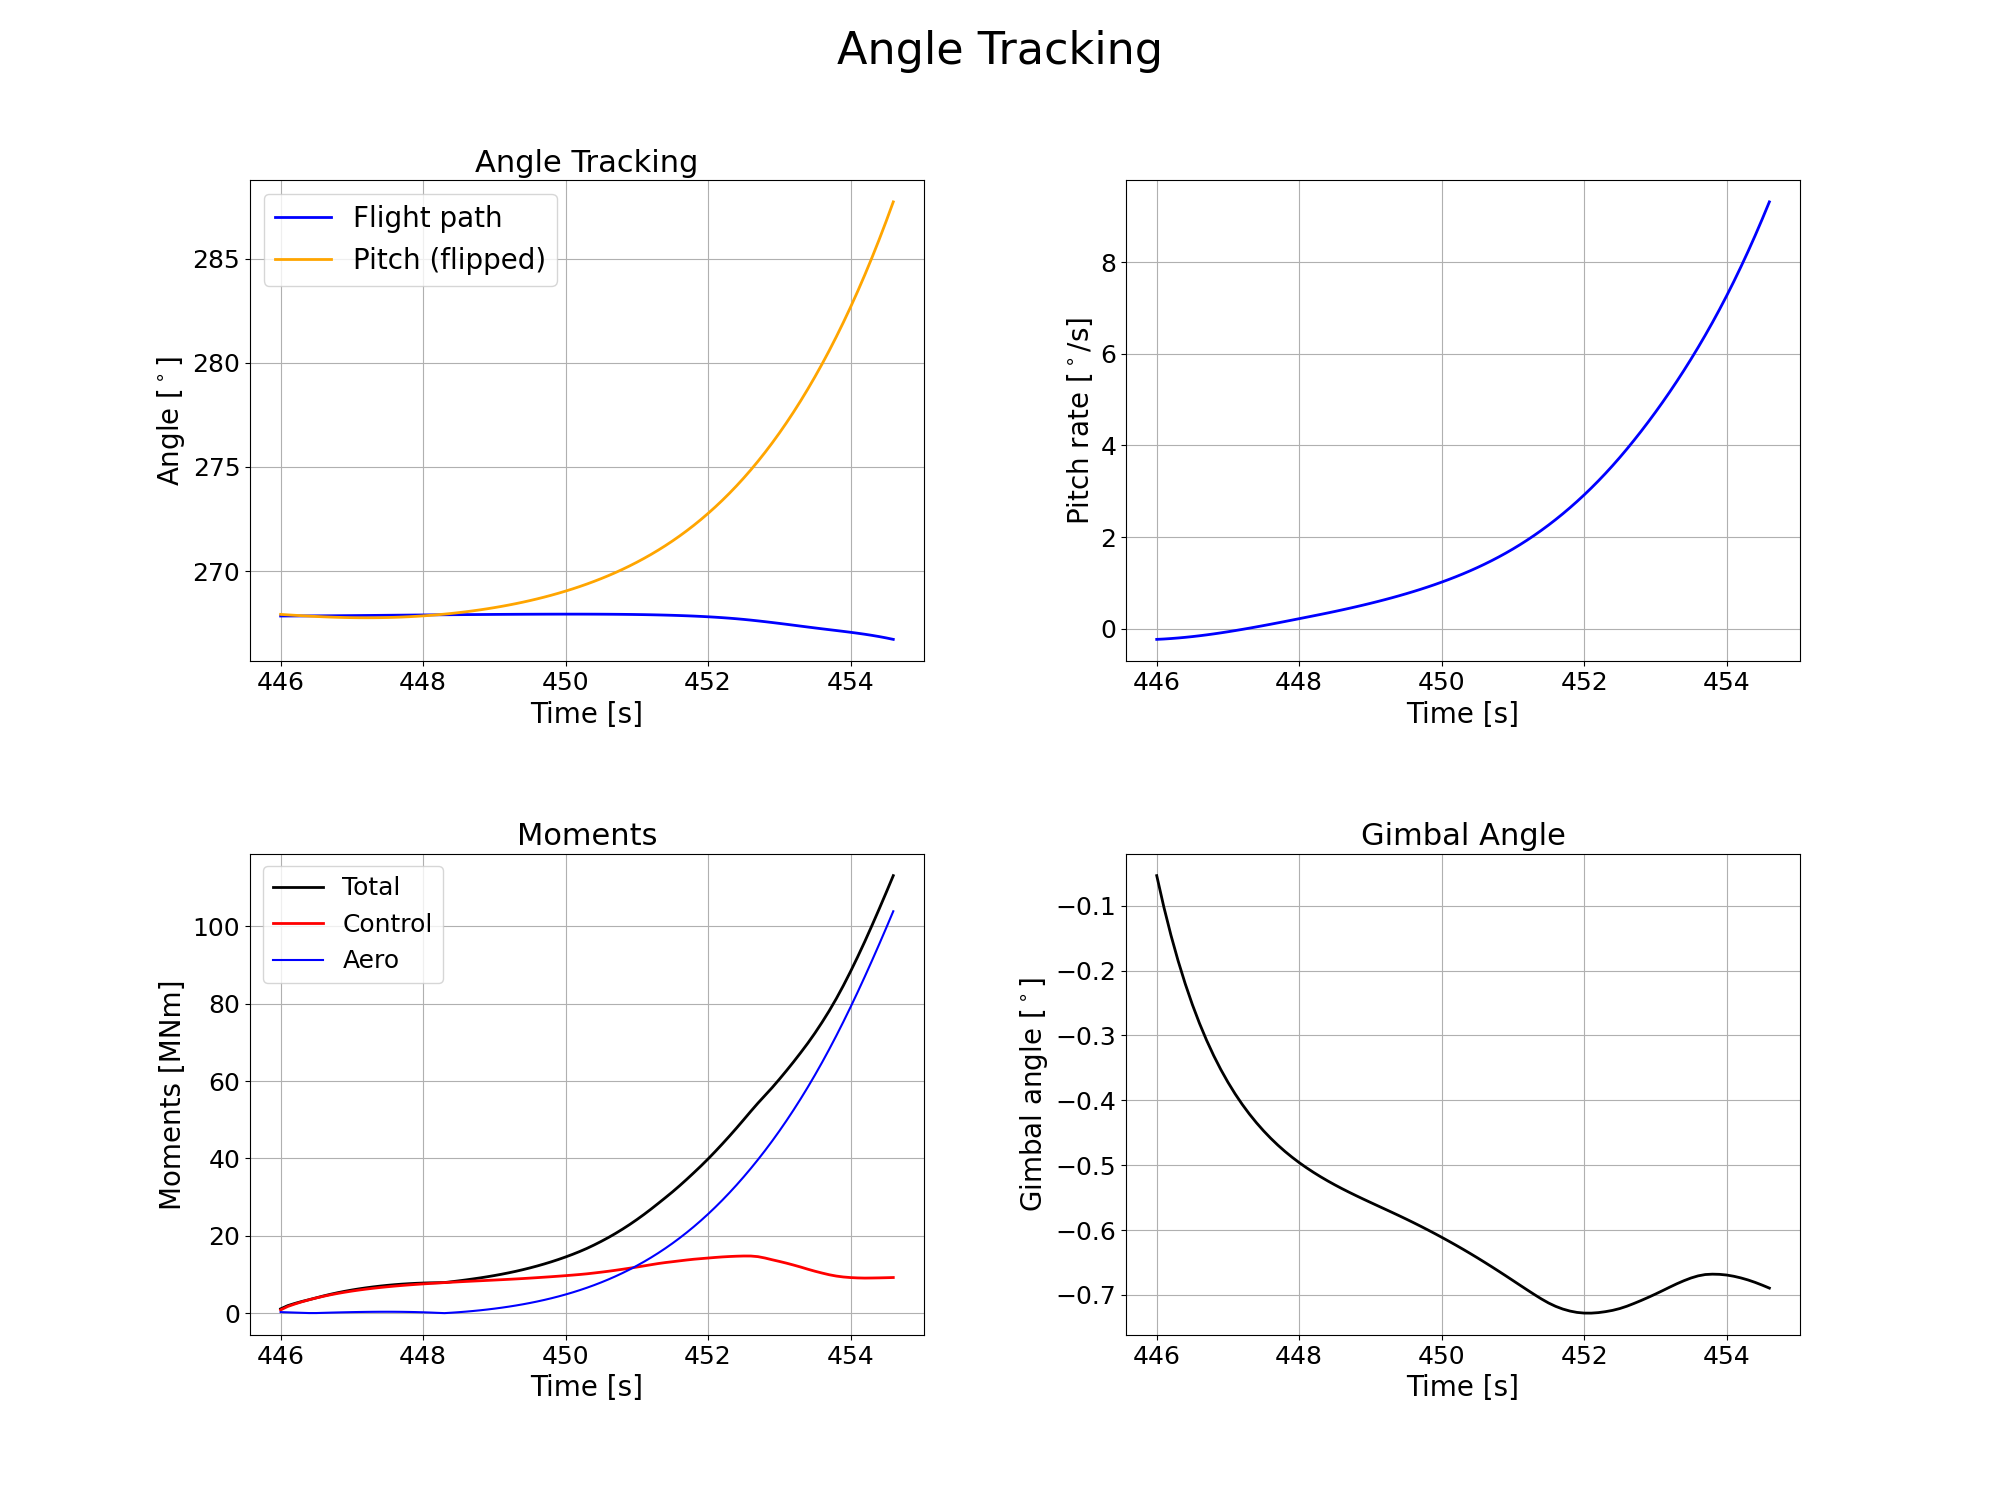 Angle Tracking
Angle Tracking
Flight path
Pitch (flipped)
Angle [°]
285
280
275
270
446 448 450 452 454
Time [s]
Pitch rate [°/s]
8
6
4
2
0
446 448 450 452 454
Time [s]
Moments
Total
Control
Aero
Moments [MNm]
100
80
60
40
20
0
446 448 450 452 454
Time [s]
Gimbal Angle
Gimbal angle [°]
−0.1
−0.2
−0.3
−0.4
−0.5
−0.6
−0.7
446 448 450 452 454
Time [s]